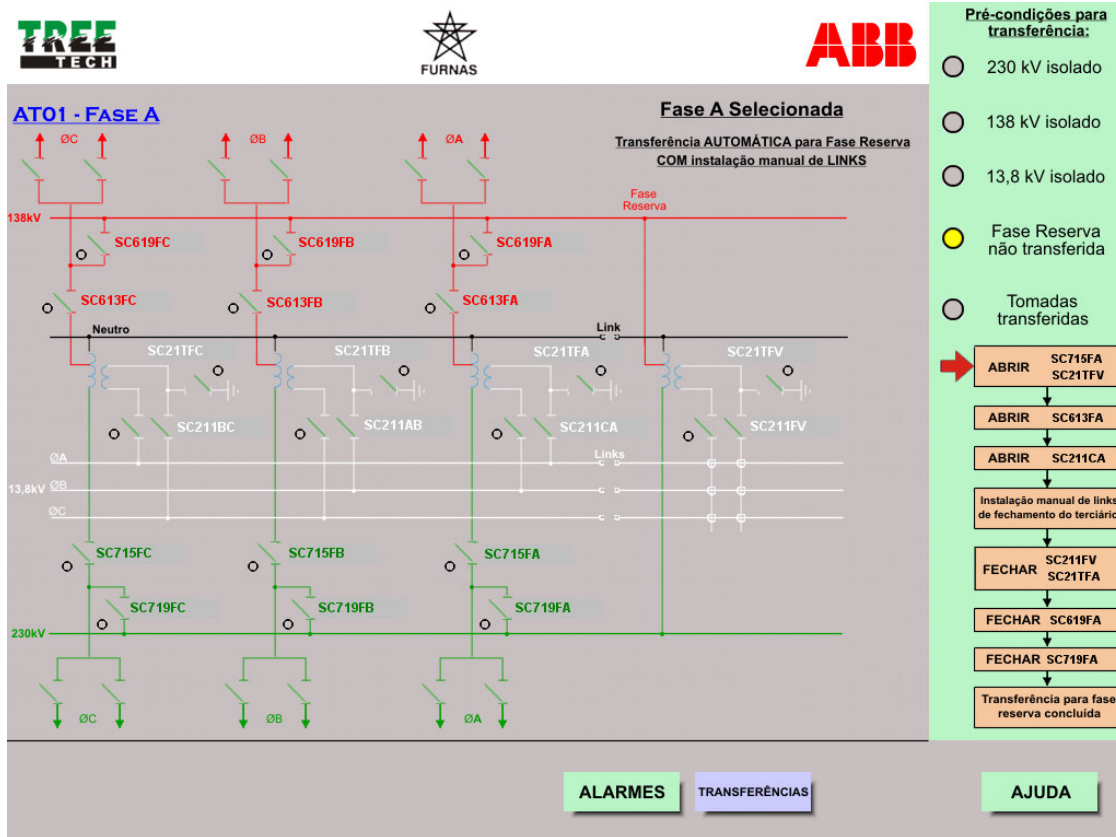 TREE
TECH
FURNAS
ABB
AT01 - FASE A
Fase A Selecionada
Transferência AUTOMÁTICA para Fase Reserva
COM instalação manual de LINKS
ØC
ØB
ØA
Fase
Reserva
138kV
SC619FC
SC619FB
SC619FA
SC613FC
SC613FB
SC613FA
Neutro
Link
SC21TFC
SC21TFB
SC21TFA
SC21TFV
SC211BC
SC211AB
SC211CA
SC211FV
ØA
Links
13,8kV
ØB
ØC
SC715FC
SC715FB
SC715FA
SC719FC
SC719FB
SC719FA
230kV
ØC
ØB
ØA
Pré-condições para
transferência:
230 kV isolado
138 kV isolado
13,8 kV isolado
Fase Reserva
não transferida
Tomadas
transferidas
ABRIR SC715FA
SC21TFV
ABRIR SC613FA
ABRIR SC211CA
Instalação manual de links
de fechamento do terciário
FECHAR SC211FV
SC21TFA
FECHAR SC619FA
FECHAR SC719FA
Transferência para fase
reserva concluída
ALARMES
TRANSFERÊNCIAS
AJUDA